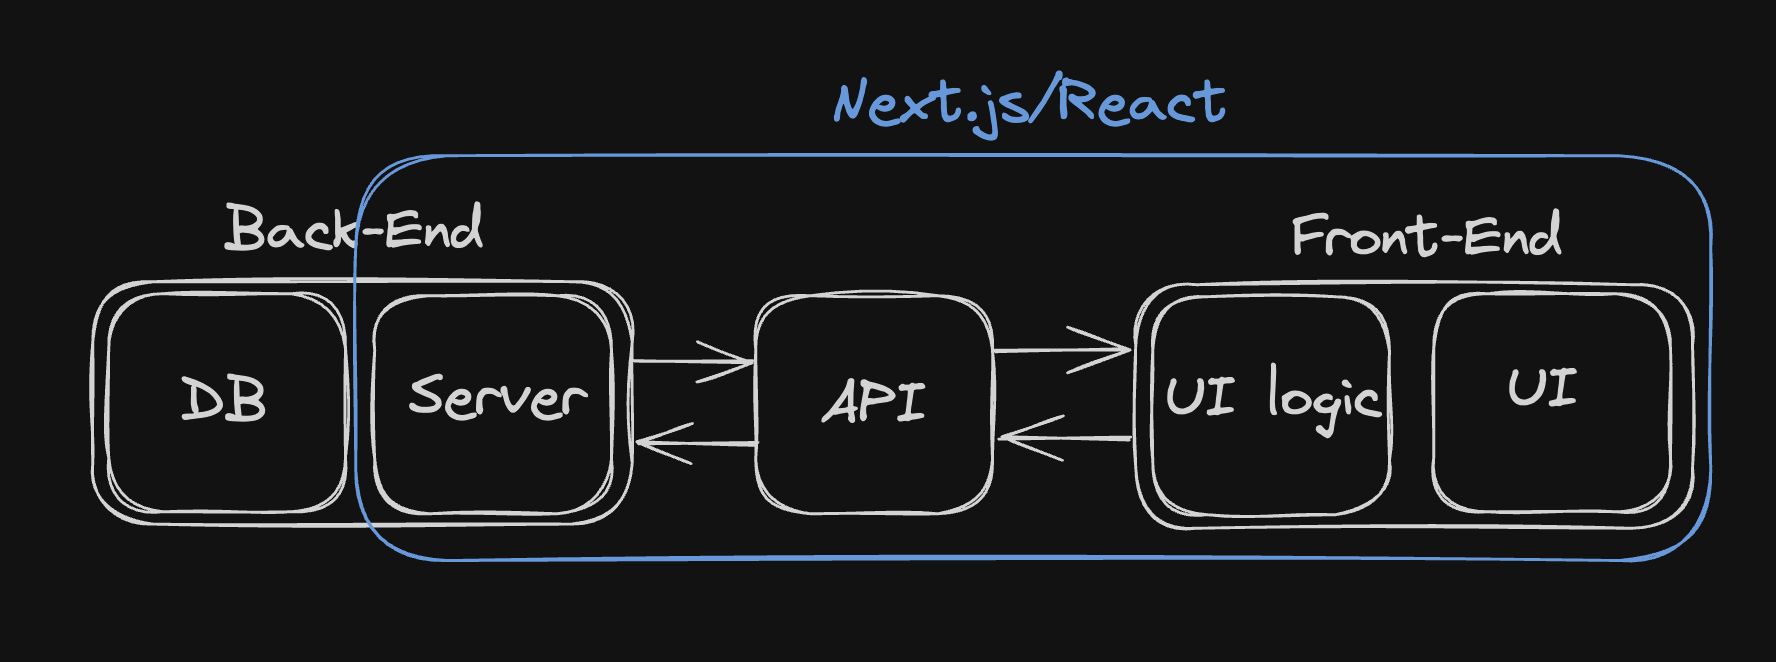 Next.js/React
Back-End
Front-End
DB
Server
API
UI logic
UI